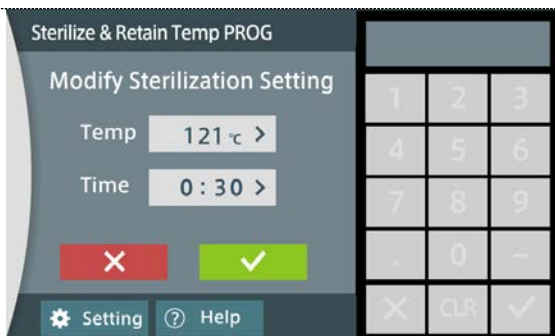 Sterilize & Retain Temp PROG
Modify Sterilization Setting
Temp 121 ℃ >
Time 0 : 30 >
Setting ? Help
1 2 3
4 5 6
7 8 9
. 0 -
X CLR ✓